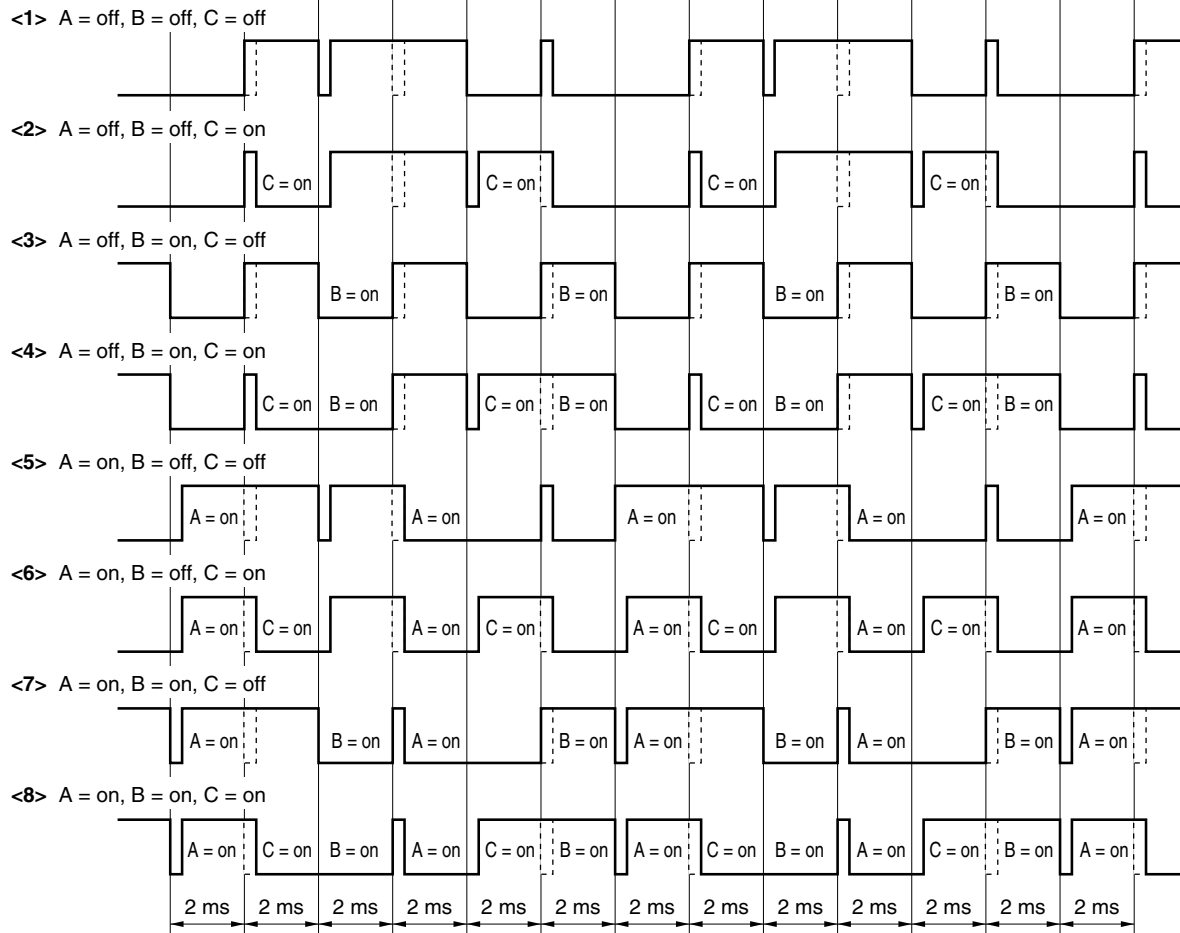 <1> A = off, B = off, C = off
<2> A = off, B = off, C = on
C = on C = on C = on C = on
<3> A = off, B = on, C = off
B = on B = on B = on B = on
<4> A = off, B = on, C = on
C = on B = on C = on B = on C = on B = on C = on B = on
<5> A = on, B = off, C = off
A = on A = on A = on A = on A = on
<6> A = on, B = off, C = on
A = on C = on A = on C = on A = on C = on A = on C = on A = on
<7> A = on, B = on, C = off
A = on B = on A = on B = on A = on B = on A = on B = on A = on
<8> A = on, B = on, C = on
A = on C = on B = on A = on C = on B = on A = on C = on B = on A = on C = on B = on A = on
2 ms 2 ms 2 ms 2 ms 2 ms 2 ms 2 ms 2 ms 2 ms 2 ms 2 ms 2 ms 2 ms